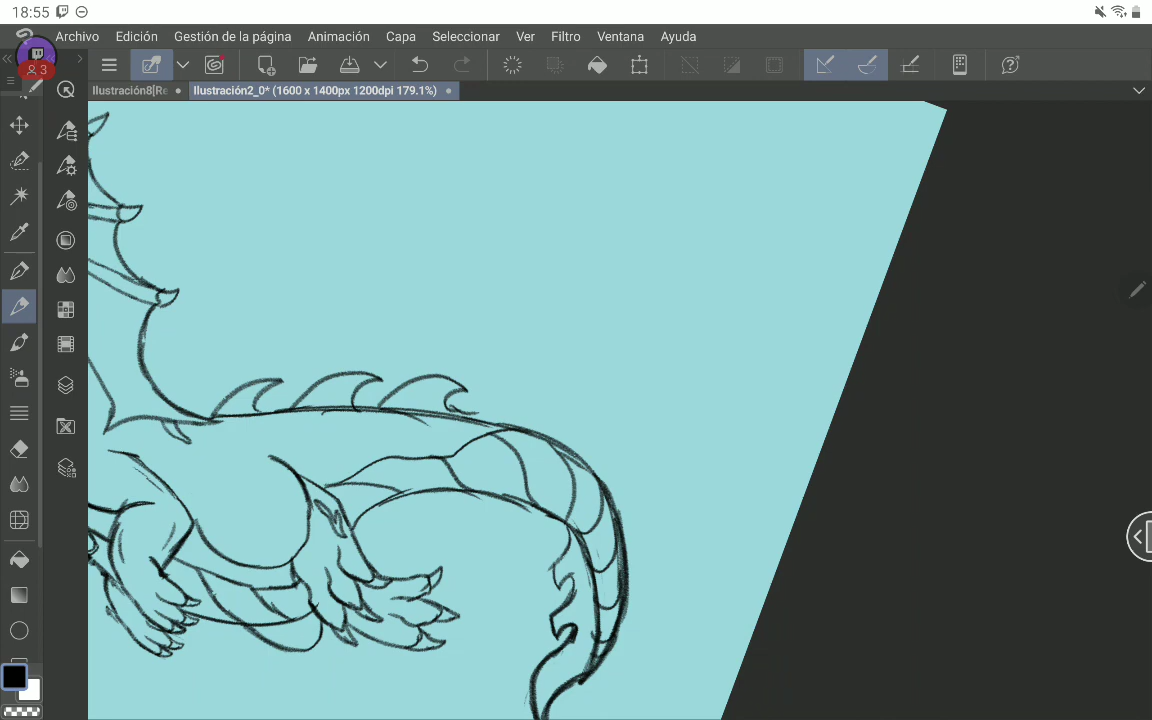 18:55
Archivo Edición Gestión de la página Animación Capa Seleccionar Ver Filtro Ventana Ayuda
3
Ilustración8[Re Ilustración2_0* (1600 x 1400px 1200dpi 179.1%)